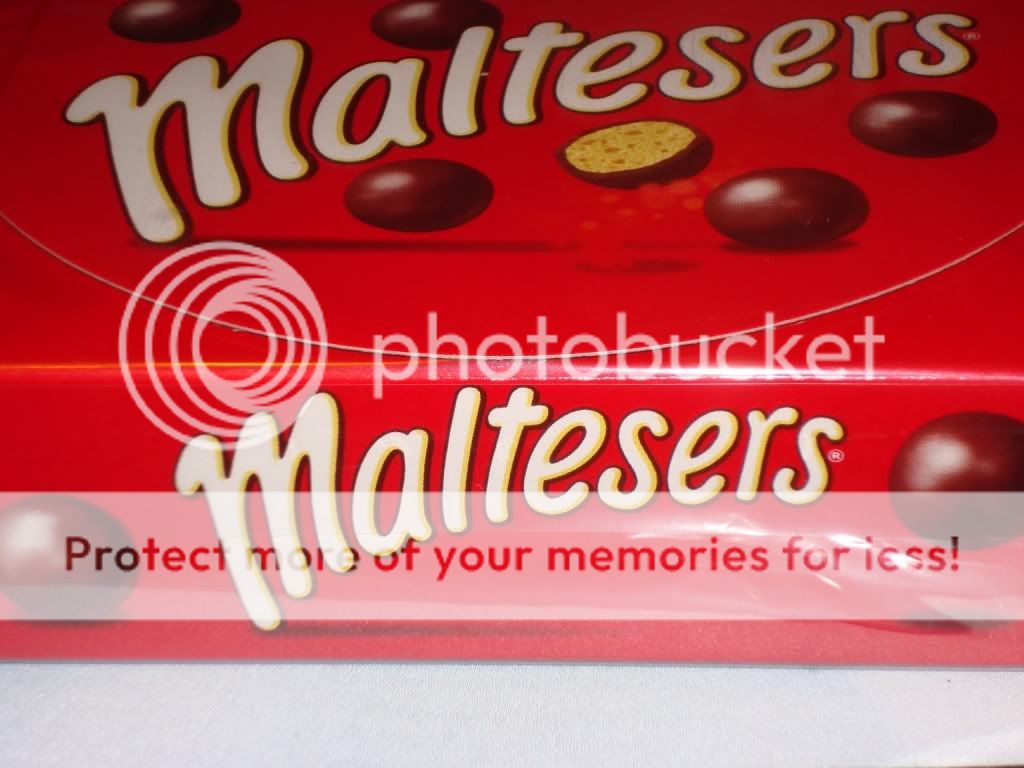 Maltesers®
photobucket
Maltesers®
Protect more of your memories for less!